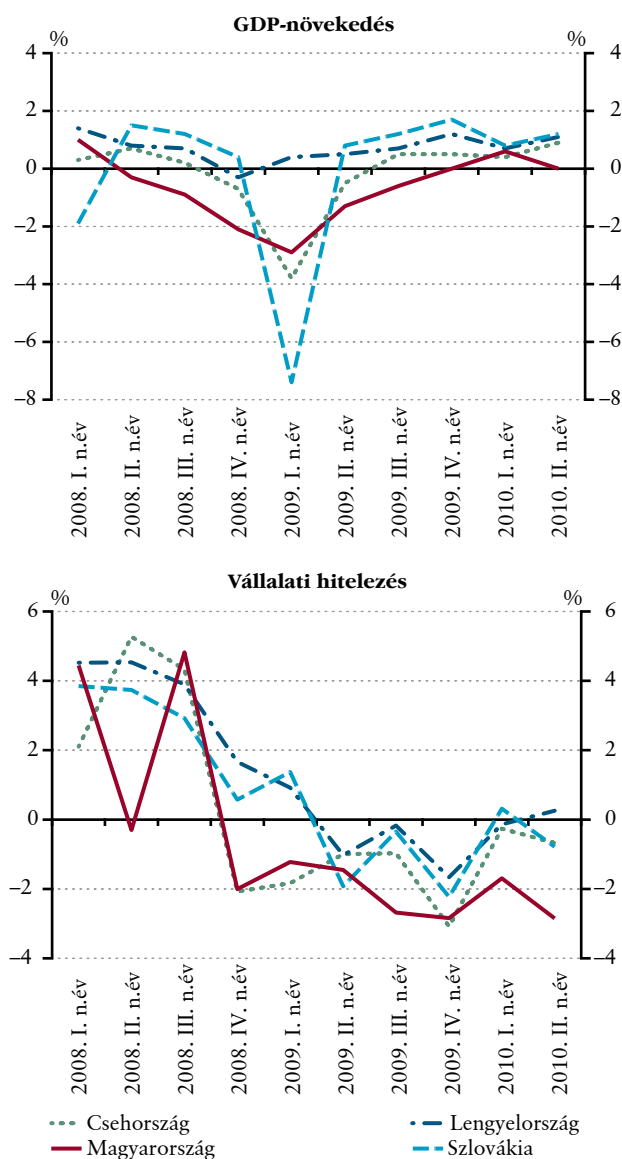 GDP-növekedés
% %
4 4
2 2
0 0
–2 –2
–4 –4
–6 –6
–8 –8
2008. I. n.év
2008. II. n.év
2008. III. n.év
2008. IV. n.év
2009. I. n.év
2009. II. n.év
2009. III. n.év
2009. IV. n.év
2010. I. n.év
2010. II. n.év
Vállalati hitelezés
% %
6 6
4 4
2 2
0 0
–2 –2
–4 –4
2008. I. n.év
2008. II. n.év
2008. III. n.év
2008. IV. n.év
2009. I. n.év
2009. II. n.év
2009. III. n.év
2009. IV. n.év
2010. I. n.év
2010. II. n.év
Csehország Lengyelország
Magyarország Szlovákia